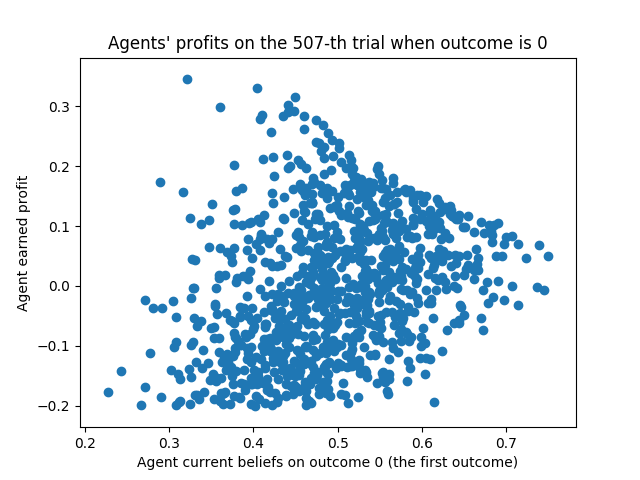 Agents' profits on the 507-th trial when outcome is 0
Agent earned profit
0.3
0.2
0.1
0.0
−0.1
−0.2
0.2 0.3 0.4 0.5 0.6 0.7
Agent current beliefs on outcome 0 (the first outcome)